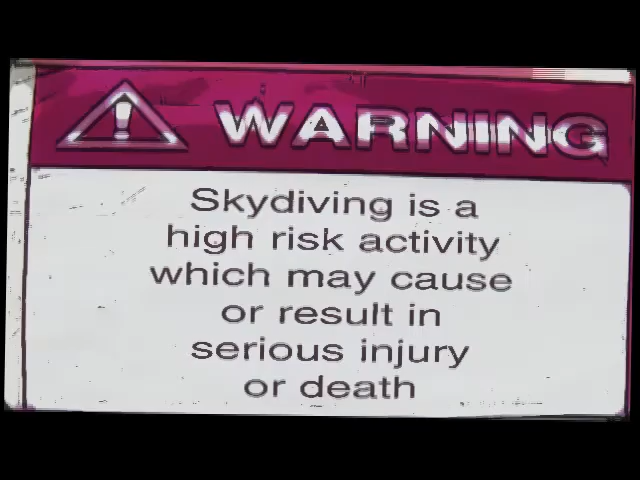 WARNING
Skydiving is a
high risk activity
which may cause
or result in
serious injury
or death